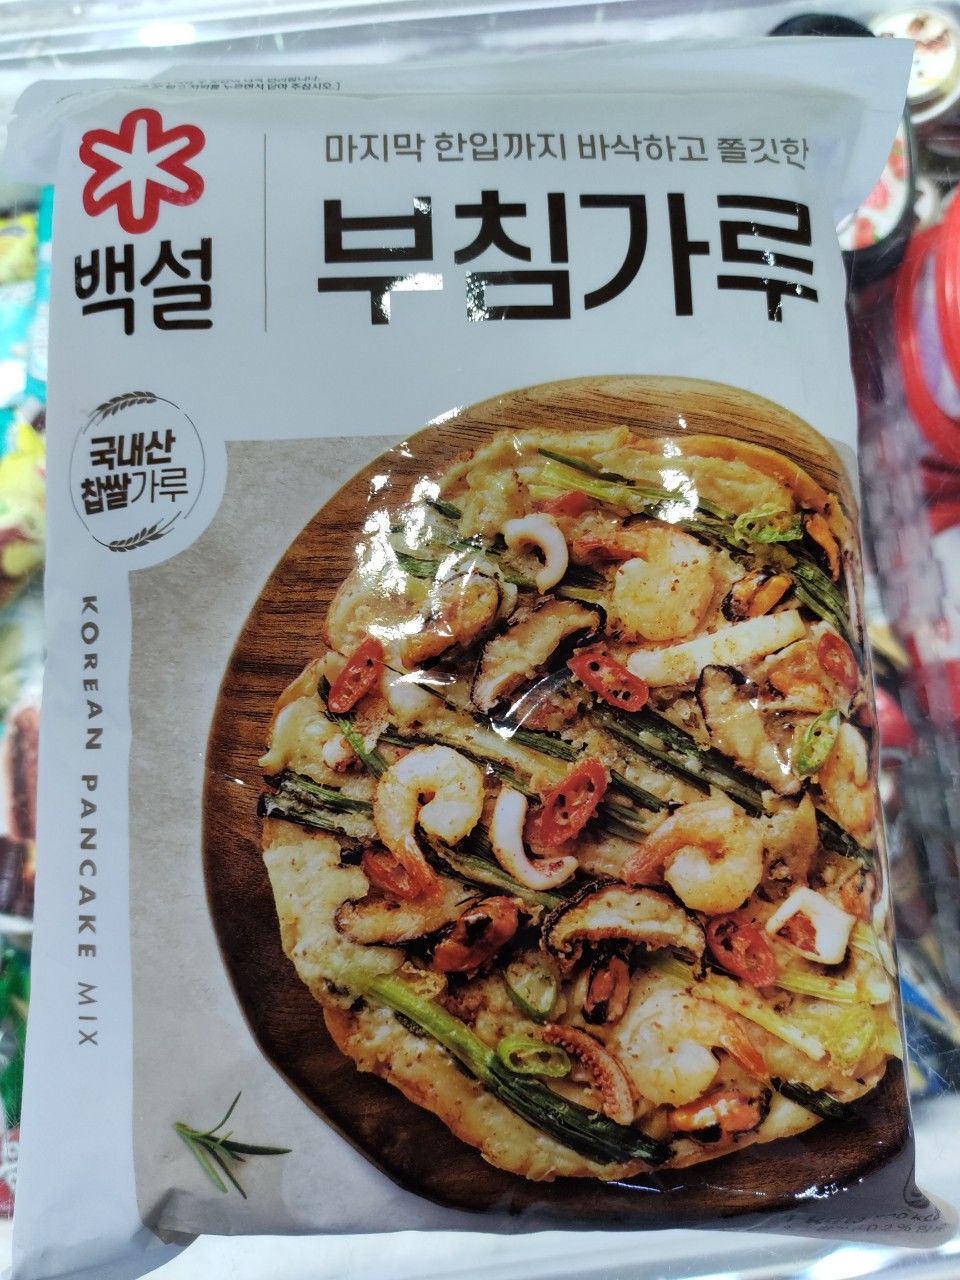 마지막 한입까지 바삭하고 쫄깃한
백설
부침가루
국내산
찹쌀가루
KOREAN PANCAKE MIX